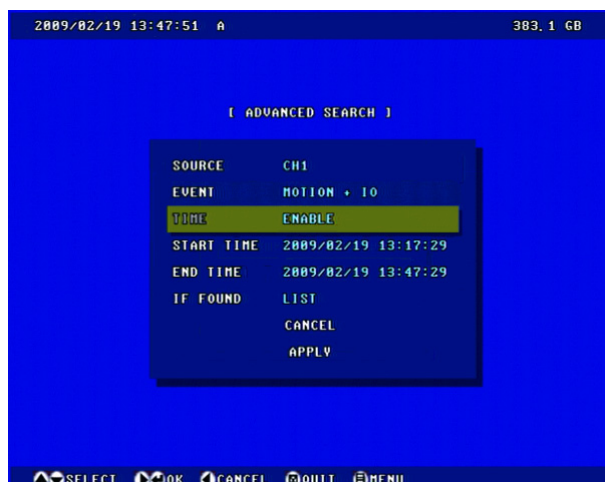 2009/02/19 13:47:51 A 383.1 GB
[ ADVANCED SEARCH ]
SOURCE CH1
EVENT MOTION + IO
TIME ENABLE
START TIME 2009/02/19 13:17:29
END TIME 2009/02/19 13:47:29
IF FOUND LIST
CANCEL
APPLY
SELECT OK CANCEL QUIT MENU